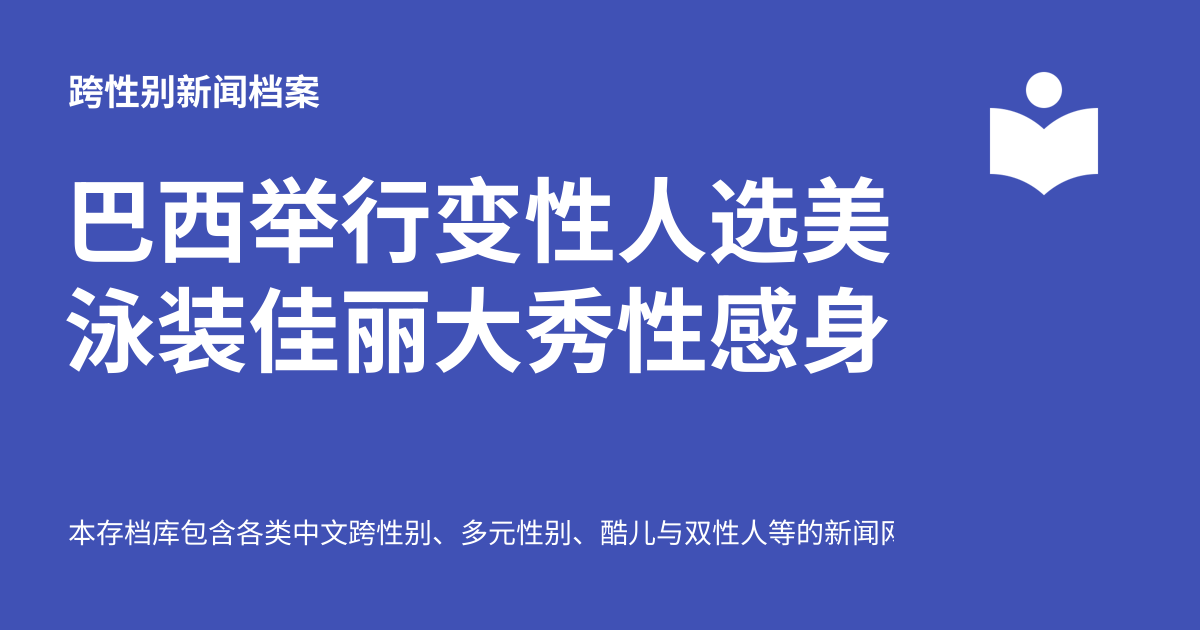 跨性别新闻档案
巴西举行变性人选美
泳装佳丽大秀性感身
本存档库包含各类中文跨性别、多元性别、酷儿与双性人等的新闻